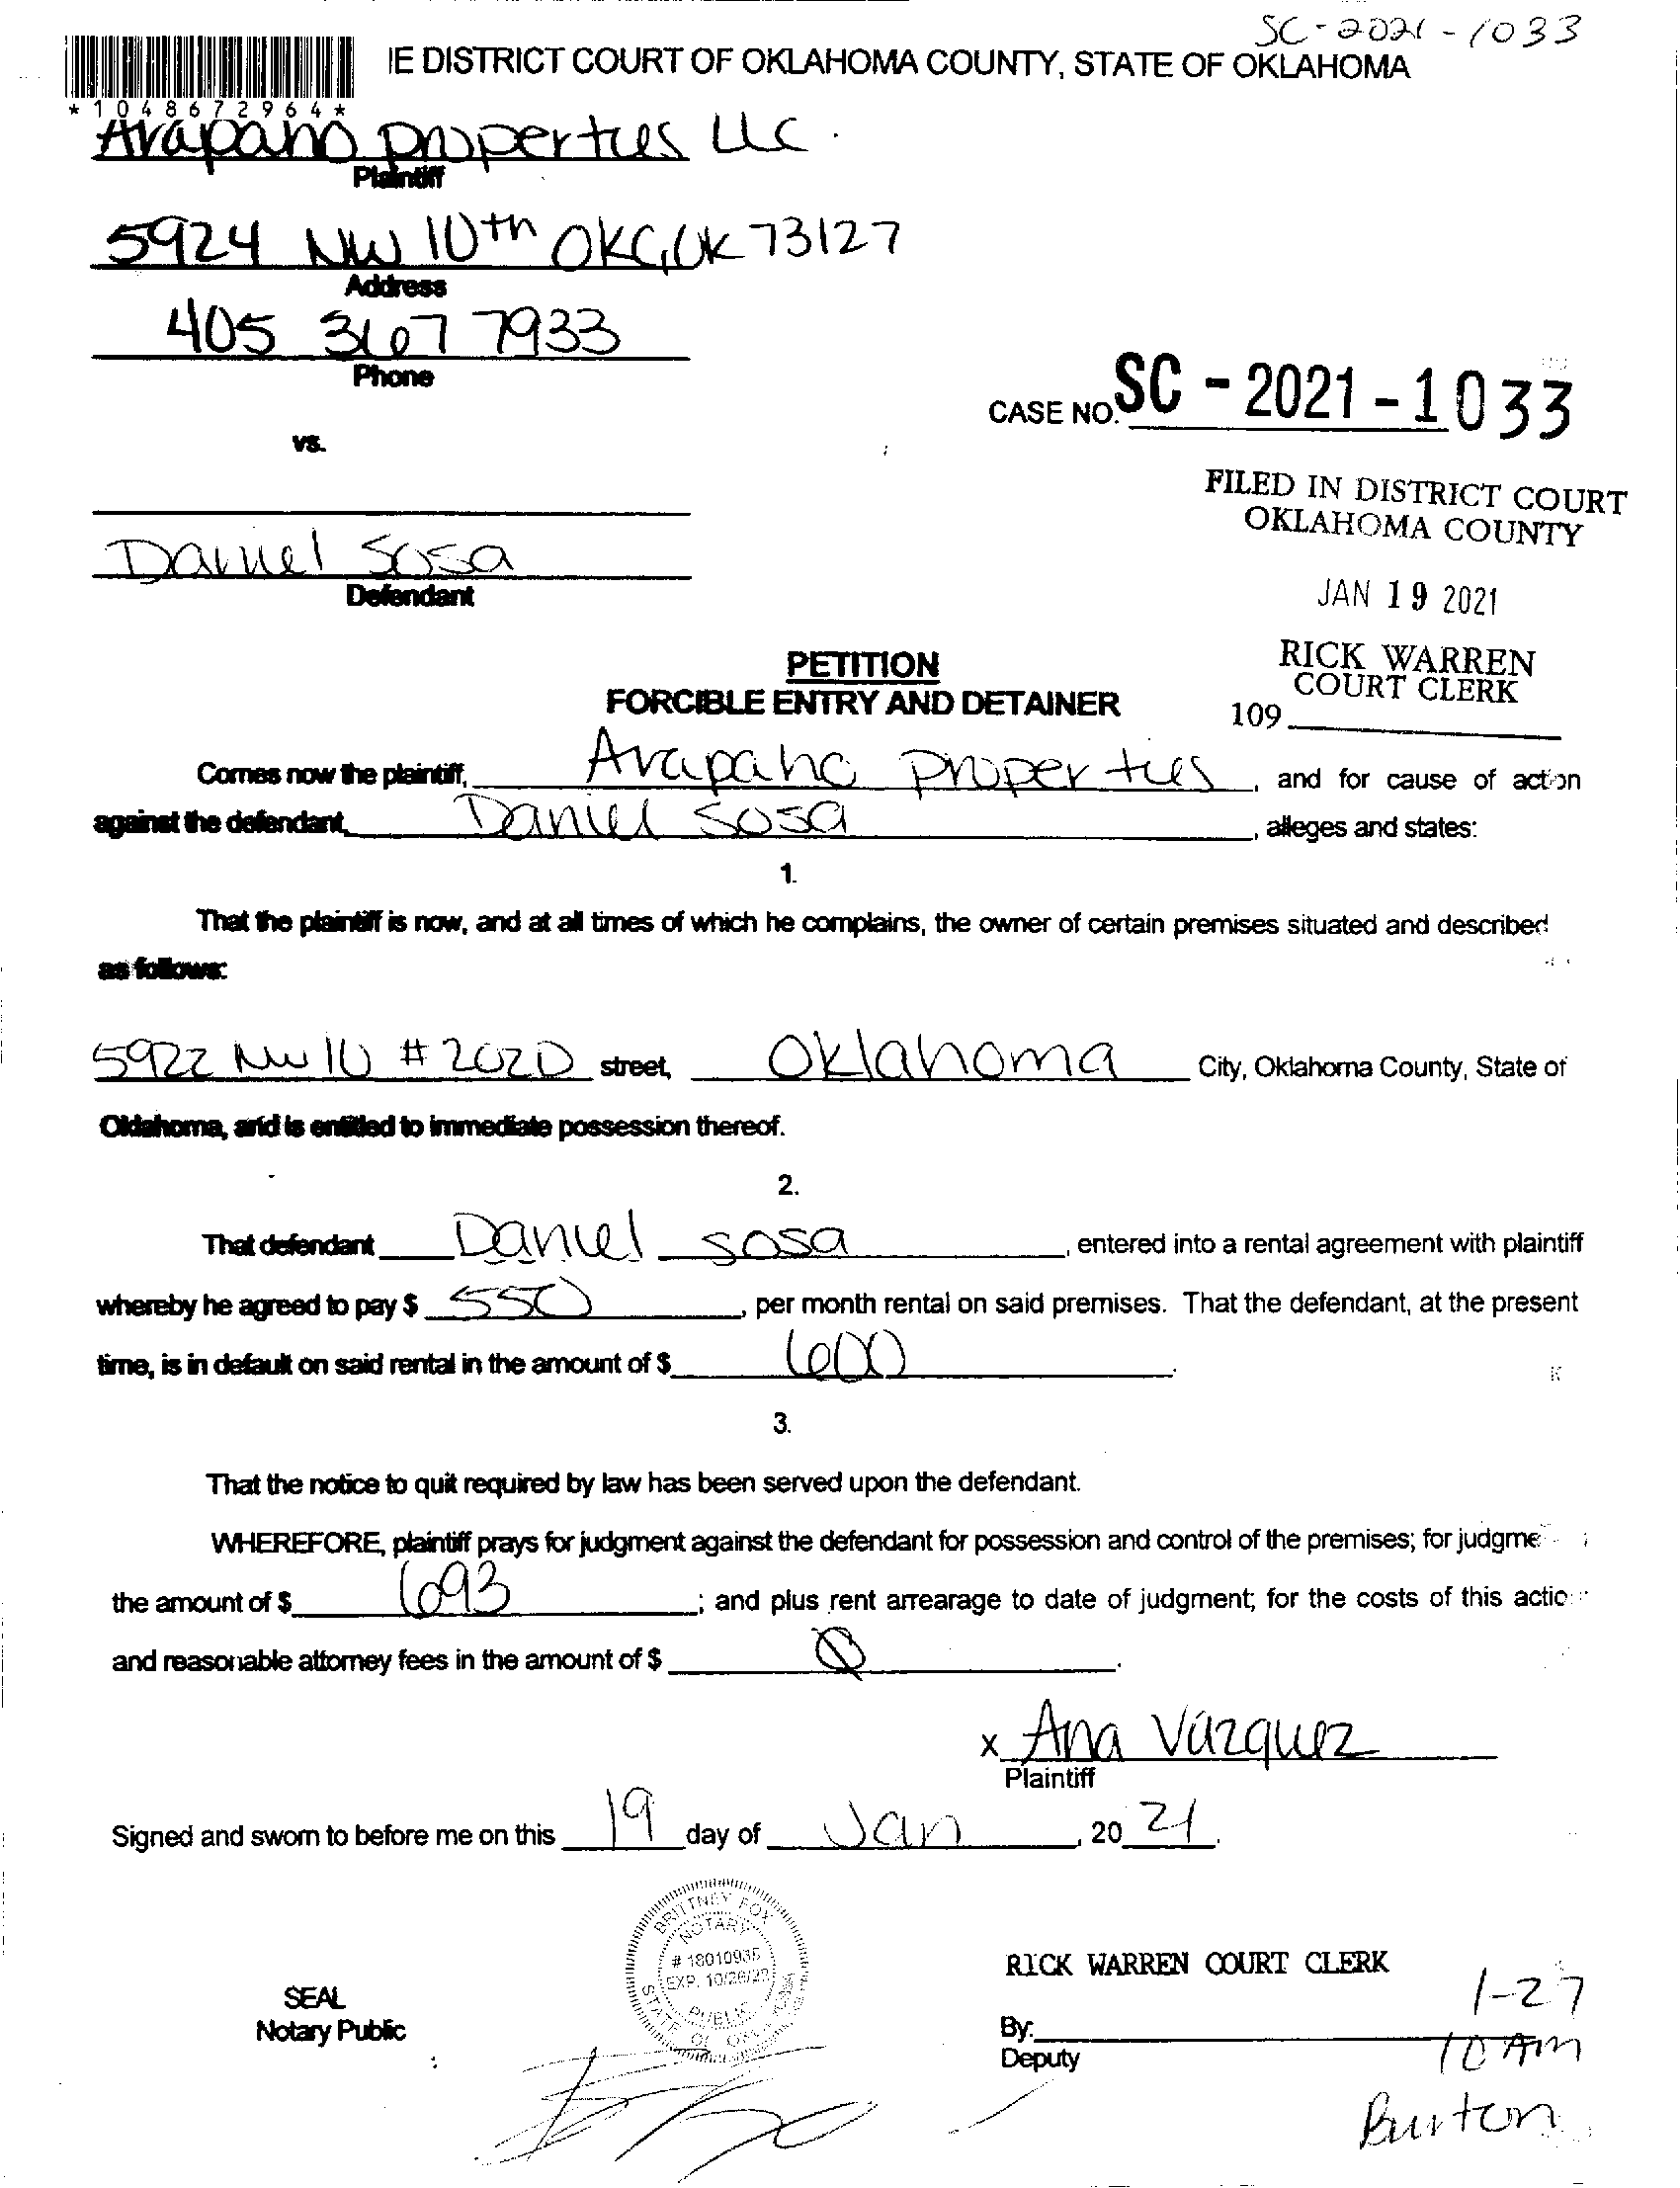 SC-2021-1033
IE DISTRICT COURT OF OKLAHOMA COUNTY, STATE OF OKLAHOMA
*1048672964*
Arapaho properties LLC.
Plaintiff
5924 NW 10th OKC, OK 73127
Address
405 367 7933
Phone
CASE NO. SC - 2021 - 1033
vs.
FILED IN DISTRICT COURT
OKLAHOMA COUNTY
Daniel Sosa
Defendant
JAN 19 2021
PETITION
RICK WARREN
COURT CLERK
FORCIBLE ENTRY AND DETAINER
109
Comes now the plaintiff, Arapaho properties, and for cause of action
against the defendant, Daniel Sosa, alleges and states:
1.
That the plaintiff is now, and at all times of which he complains, the owner of certain premises situated and described
as follows:
5922 NW 10 # 202D street, Oklahoma City, Oklahoma County, State of
Oklahoma, and is entitled to immediate possession thereof.
2.
That defendant Daniel Sosa, entered into a rental agreement with plaintiff
whereby he agreed to pay $ 550, per month rental on said premises. That the defendant, at the present
time, is in default on said rental in the amount of $ 600.
3.
That the notice to quit required by law has been served upon the defendant.
WHEREFORE, plaintiff prays for judgment against the defendant for possession and control of the premises; for judgme
the amount of $ 693; and plus rent arrearage to date of judgment; for the costs of this actio
and reasonable attorney fees in the amount of $ Ø.
x Ana Vazquez
Plaintiff
Signed and sworn to before me on this 19 day of Jan, 20 21.
BRITTNEY FOX
NOTARY
# 18010935
EXP. 10/26/22
PUBLIC
STATE OF OKLAHOMA
RICK WARREN COURT CLERK
SEAL
Notary Public
By:
Deputy
1-27
10 AM
Burton